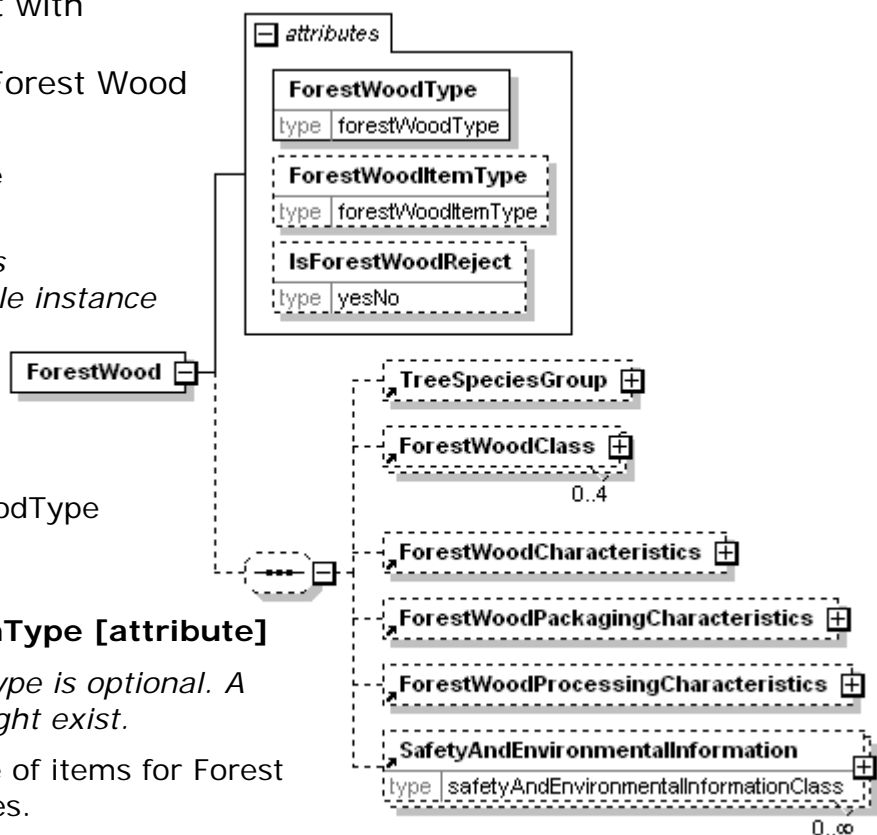 t with
Forest Wood
e
s
le instance
odType
nType [attribute]
ype is optional. A
ght exist.
e of items for Forest
es.
attributes
ForestWoodType
type forestWoodType
ForestWoodItemType
type forestWoodItemType
IsForestWoodReject
type yesNo
ForestWood
TreeSpeciesGroup
ForestWoodClass
0..4
ForestWoodCharacteristics
ForestWoodPackagingCharacteristics
ForestWoodProcessingCharacteristics
SafetyAndEnvironmentalInformation
type safetyAndEnvironmentalInformationClass
0..∞